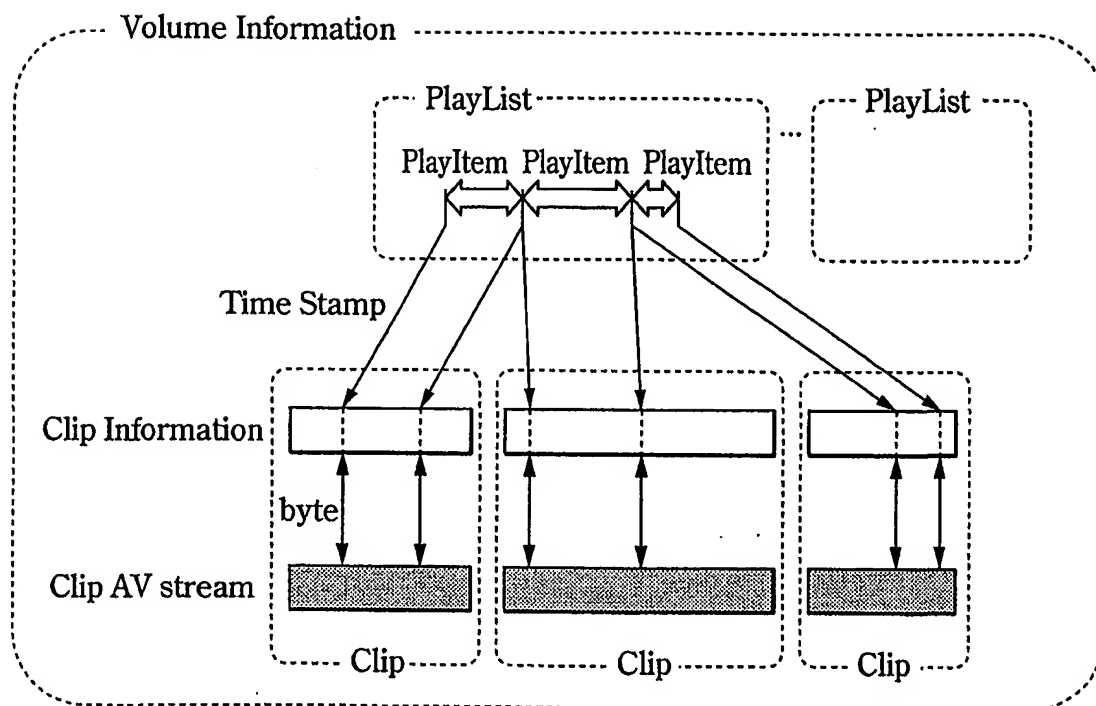 Volume Information
PlayList
...
PlayList
PlayItem PlayItem PlayItem
Time Stamp
Clip Information
byte
Clip AV stream
Clip
Clip
Clip